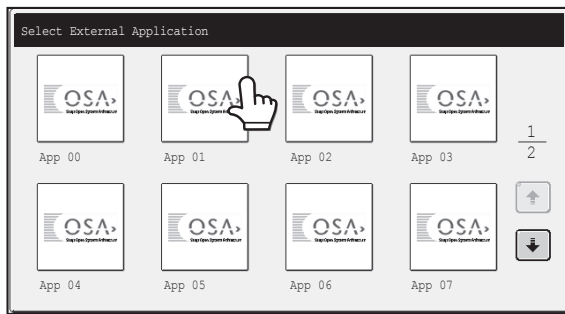 Select External Application
OSA OSA OSA OSA
App 00 App 01 App 02 App 03
1
2
OSA OSA OSA OSA
App 04 App 05 App 06 App 07